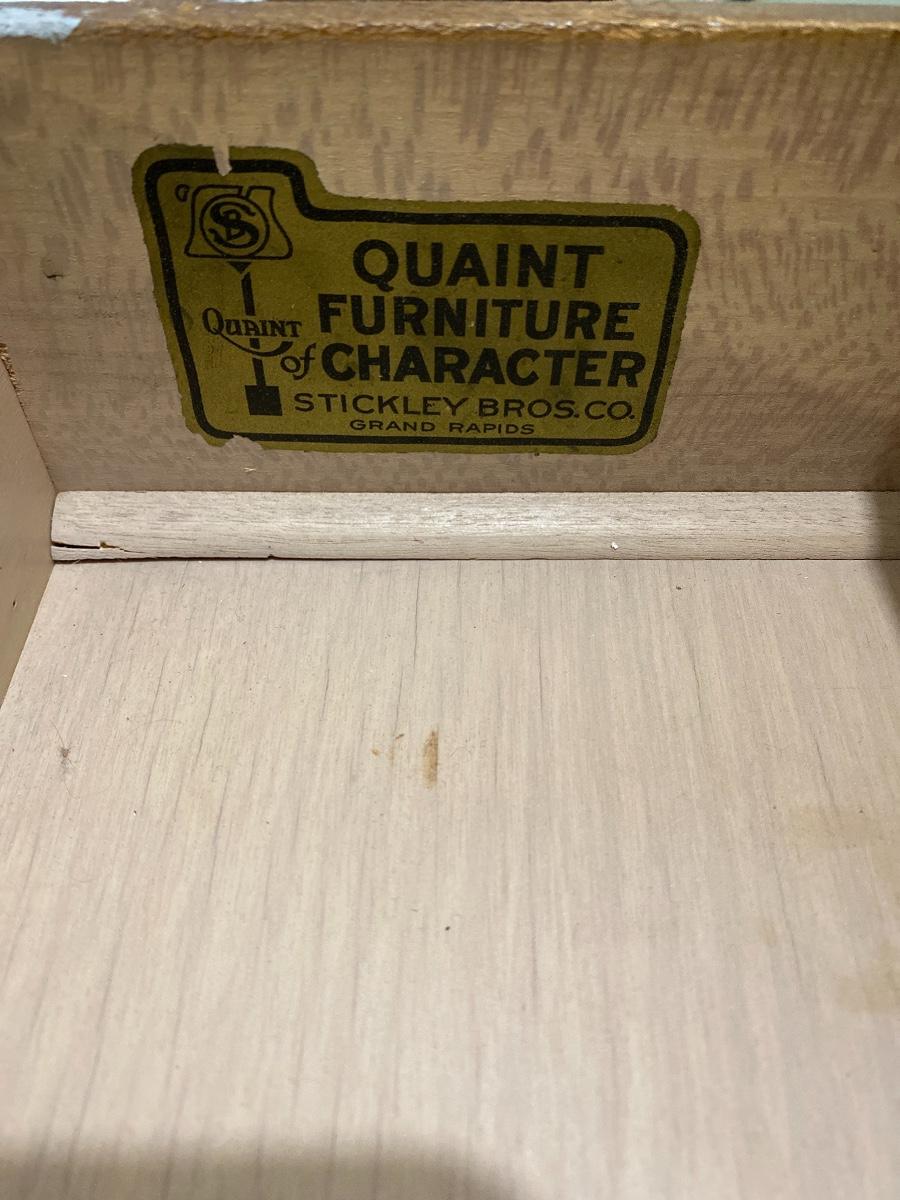 SB
QUAINT
QUAINT
FURNITURE
of CHARACTER
STICKLEY BROS. CO.
GRAND RAPIDS